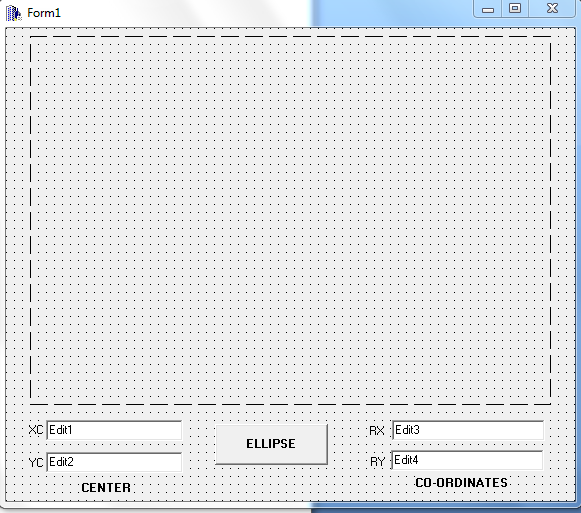 Form1
XC Edit1
ELLIPSE
RX Edit3
YC Edit2
RY Edit4
CENTER
CO-ORDINATES